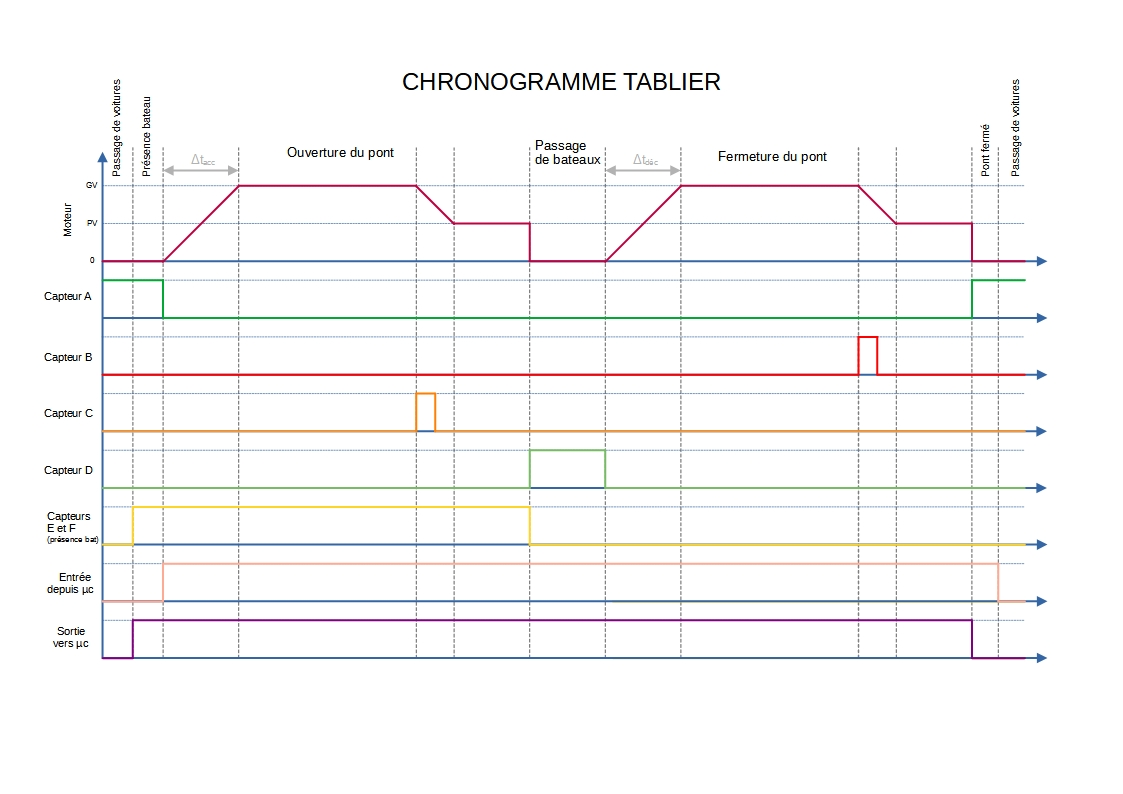 CHRONOGRAMME TABLIER
Passage de voitures
Présence bateau
Δtacc
Ouverture du pont
Passage
de bateaux
Δtdéc
Fermeture du pont
Pont fermé
Passage de voitures
Moteur
GV
PV
0
Capteur A
Capteur B
Capteur C
Capteur D
Capteurs
E et F
(présence bat)
Entrée
depuis µc
Sortie
vers µc